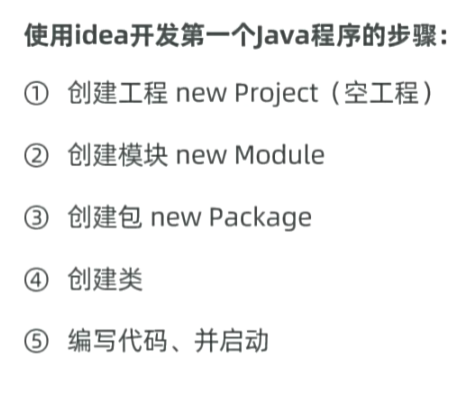 使用idea开发第一个Java程序的步骤：
① 创建工程 new Project（空工程）
② 创建模块 new Module
③ 创建包 new Package
④ 创建类
⑤ 编写代码、并启动